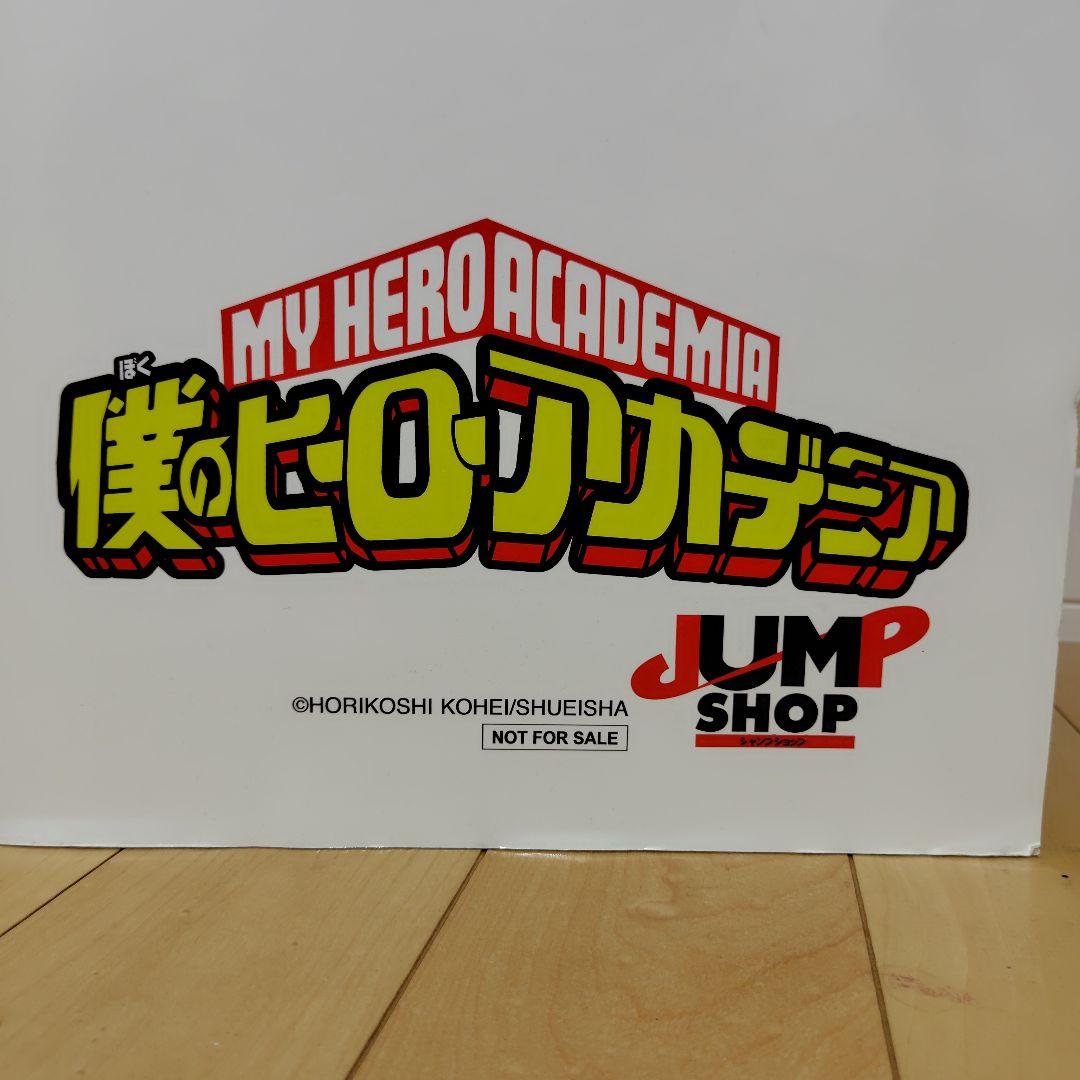 MY HERO ACADEMIA
ぼく
僕のヒーローアカデミア
JUMP
SHOP
ジャンプショップ
©HORIKOSHI KOHEI/SHUEISHA
NOT FOR SALE